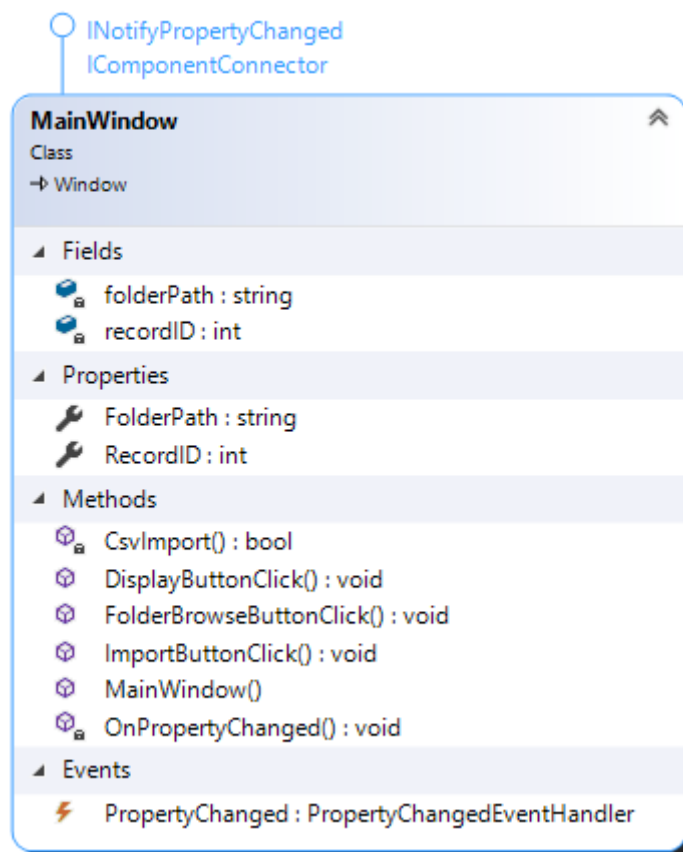 INotifyPropertyChanged
IComponentConnector
MainWindow
Class
Window
Fields
folderPath : string
recordID : int
Properties
FolderPath : string
RecordID : int
Methods
CsvImport() : bool
DisplayButtonClick() : void
FolderBrowseButtonClick() : void
ImportButtonClick() : void
MainWindow()
OnPropertyChanged() : void
Events
PropertyChanged : PropertyChangedEventHandler